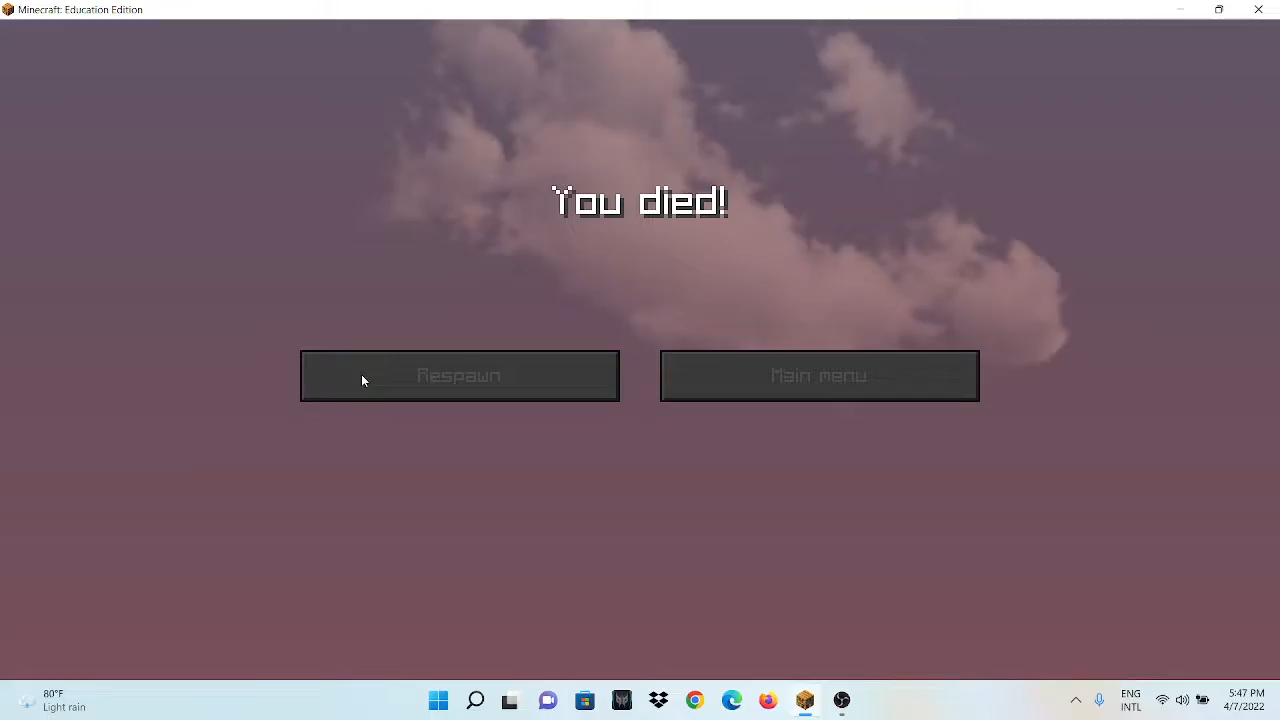 Minecraft: Education Edition
You died!
Respawn
Main menu
80°F
Light rain
ENG
INTL
5:47 PM
4/7/2022